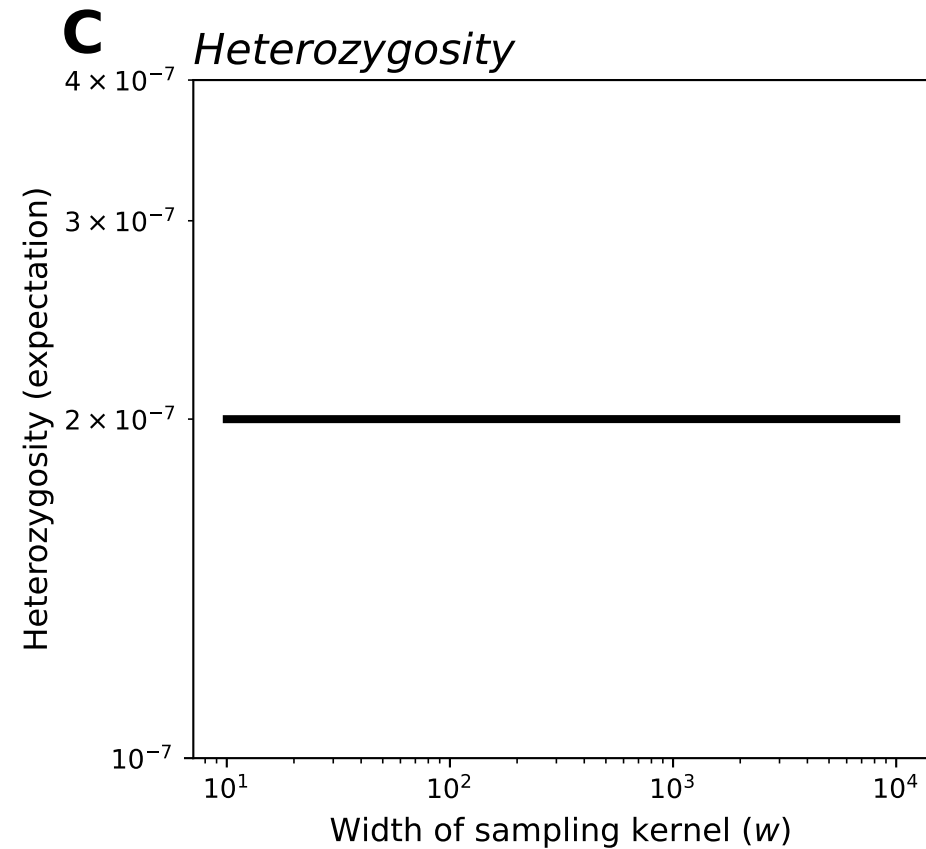 C
Heterozygosity
4 × 10⁻⁷
3 × 10⁻⁷
2 × 10⁻⁷
10⁻⁷
Heterozygosity (expectation)
10¹ 10² 10³ 10⁴
Width of sampling kernel (w)